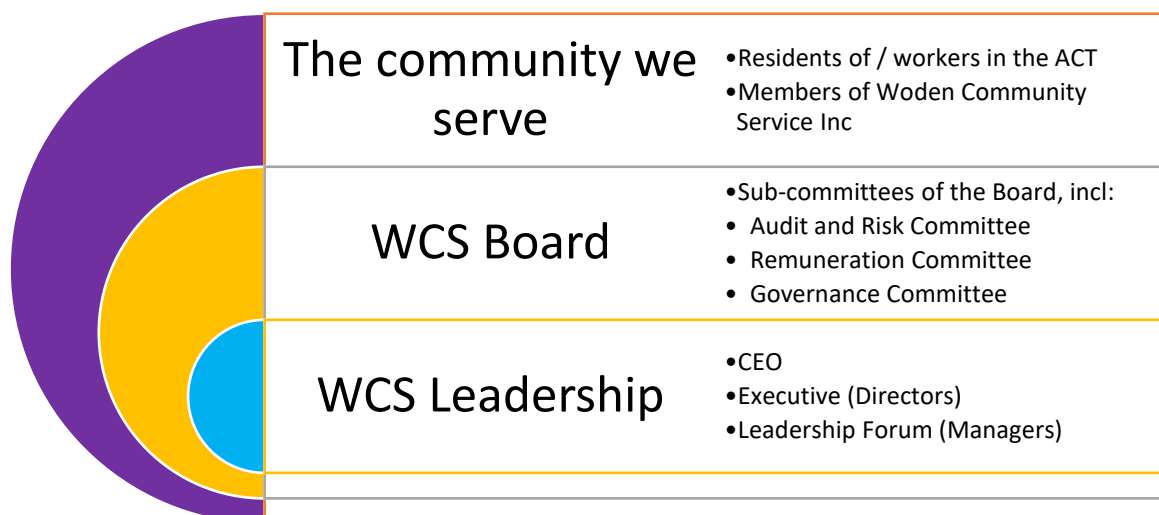 The community we
serve
•Residents of / workers in the ACT
•Members of Woden Community
Service Inc
WCS Board
•Sub-committees of the Board, incl:
• Audit and Risk Committee
• Remuneration Committee
• Governance Committee
WCS Leadership
•CEO
•Executive (Directors)
•Leadership Forum (Managers)